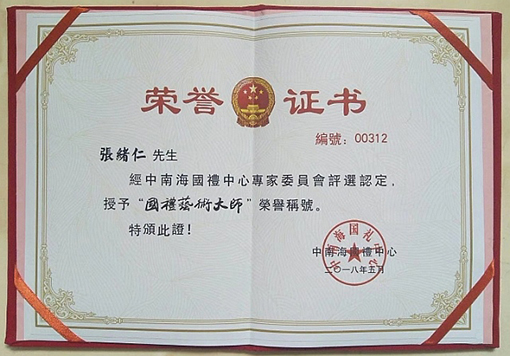 荣誉证书
編號：00312
張緒仁 先生
經中南海國禮中心專家委員會評選認定，
授予“國禮藝術大師”榮譽稱號。
特頒此證！
中南海國禮中心
二〇一八年五月
中南海国礼中心